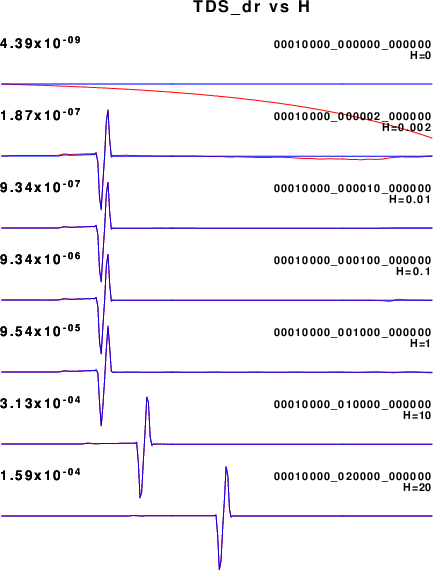 TDS_dr vs H
4.39x10-09 00010000_000000_000000
H=0
1.87x10-07 00010000_000002_000000
H=0.002
9.34x10-07 00010000_000010_000000
H=0.01
9.34x10-06 00010000_000100_000000
H=0.1
9.54x10-05 00010000_001000_000000
H=1
3.13x10-04 00010000_010000_000000
H=10
1.59x10-04 00010000_020000_000000
H=20